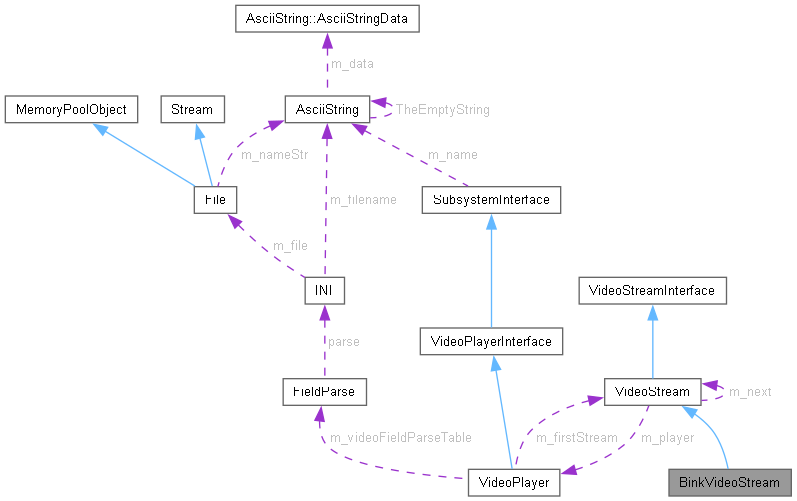 AsciiString::AsciiStringData
m_data
MemoryPoolObject
Stream
AsciiString
TheEmptyString
m_nameStr
m_name
File
m_filename
SubsystemInterface
m_file
INI
VideoStreamInterface
parse
VideoPlayerInterface
FieldParse
VideoStream
m_next
m_videoFieldParseTable
m_firstStream
m_player
VideoPlayer
BinkVideoStream